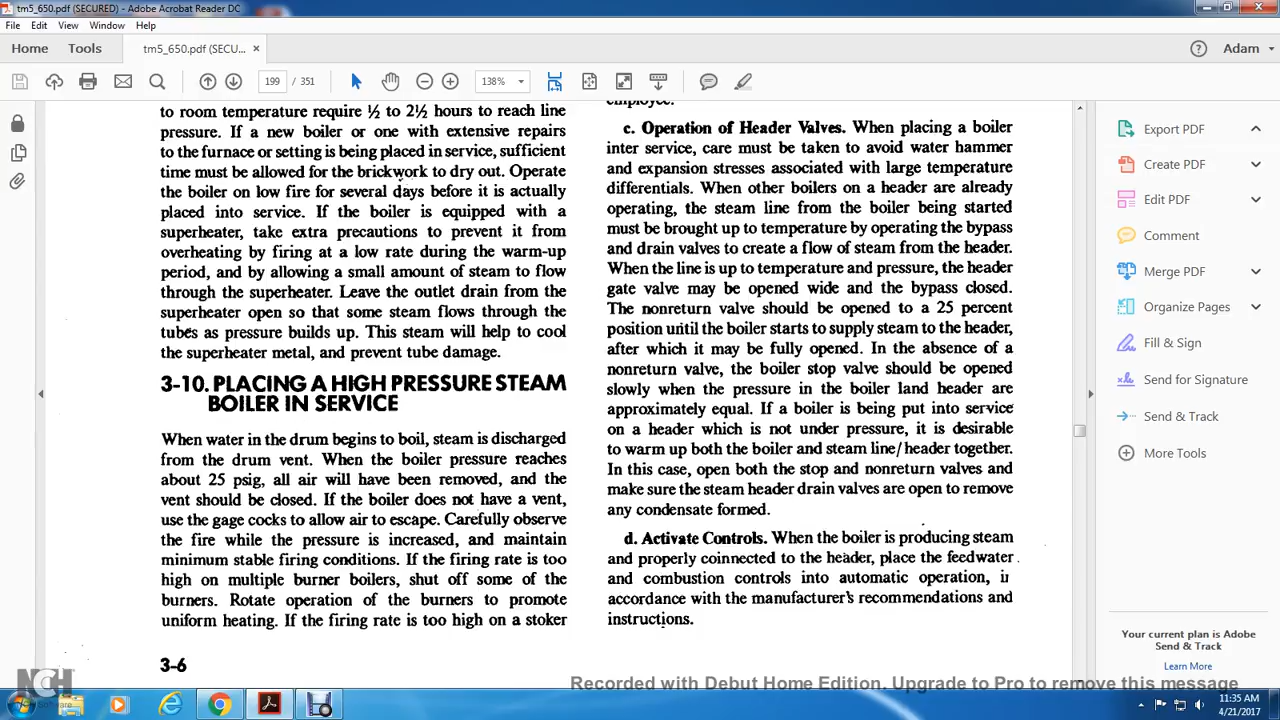 tm5_650.pdf (SECURED) - Adobe Acrobat Reader DC
File Edit View Window Help
Home Tools tm5_650.pdf (SECU... × Adam
199 / 351 138%
to room temperature require ½ to 2½ hours to reach line
pressure. If a new boiler or one with extensive repairs
to the furnace or setting is being placed in service, sufficient
time must be allowed for the brickwork to dry out. Operate
the boiler on low fire for several days before it is actually
placed into service. If the boiler is equipped with a
superheater, take extra precautions to prevent it from
overheating by firing at a low rate during the warm-up
period, and by allowing a small amount of steam to flow
through the superheater. Leave the outlet drain from the
superheater open so that some steam flows through the
tubes as pressure builds up. This steam will help to cool
the superheater metal, and prevent tube damage.
3-10. PLACING A HIGH PRESSURE STEAM
BOILER IN SERVICE
When water in the drum begins to boil, steam is discharged
from the drum vent. When the boiler pressure reaches
about 25 psig, all air will have been removed, and the
vent should be closed. If the boiler does not have a vent,
use the gage cocks to allow air to escape. Carefully observe
the fire while the pressure is increased, and maintain
minimum stable firing conditions. If the firing rate is too
high on multiple burner boilers, shut off some of the
burners. Rotate operation of the burners to promote
uniform heating. If the firing rate is too high on a stoker
3-6
employee.
c. Operation of Header Valves. When placing a boiler
inter service, care must be taken to avoid water hammer
and expansion stresses associated with large temperature
differentials. When other boilers on a header are already
operating, the steam line from the boiler being started
must be brought up to temperature by operating the bypass
and drain valves to create a flow of steam from the header.
When the line is up to temperature and pressure, the header
gate valve may be opened wide and the bypass closed.
The nonreturn valve should be opened to a 25 percent
position until the boiler starts to supply steam to the header,
after which it may be fully opened. In the absence of a
nonreturn valve, the boiler stop valve should be opened
slowly when the pressure in the boiler land header are
approximately equal. If a boiler is being put into service
on a header which is not under pressure, it is desirable
to warm up both the boiler and steam line/header together.
In this case, open both the stop and nonreturn valves and
make sure the steam header drain valves are open to remove
any condensate formed.
d. Activate Controls. When the boiler is producing steam
and properly coinnected to the header, place the feedwater
and combustion controls into automatic operation, in
accordance with the manufacturer's recommendations and
instructions.
Export PDF
Create PDF
Edit PDF
Comment
Merge PDF
Organize Pages
Fill & Sign
Send for Signature
Send & Track
More Tools
Your current plan is Adobe
Send & Track
Learn More
NCH Software
Recorded with Debut Home Edition. Upgrade to Pro to remove this message
11:35 AM
4/21/2017